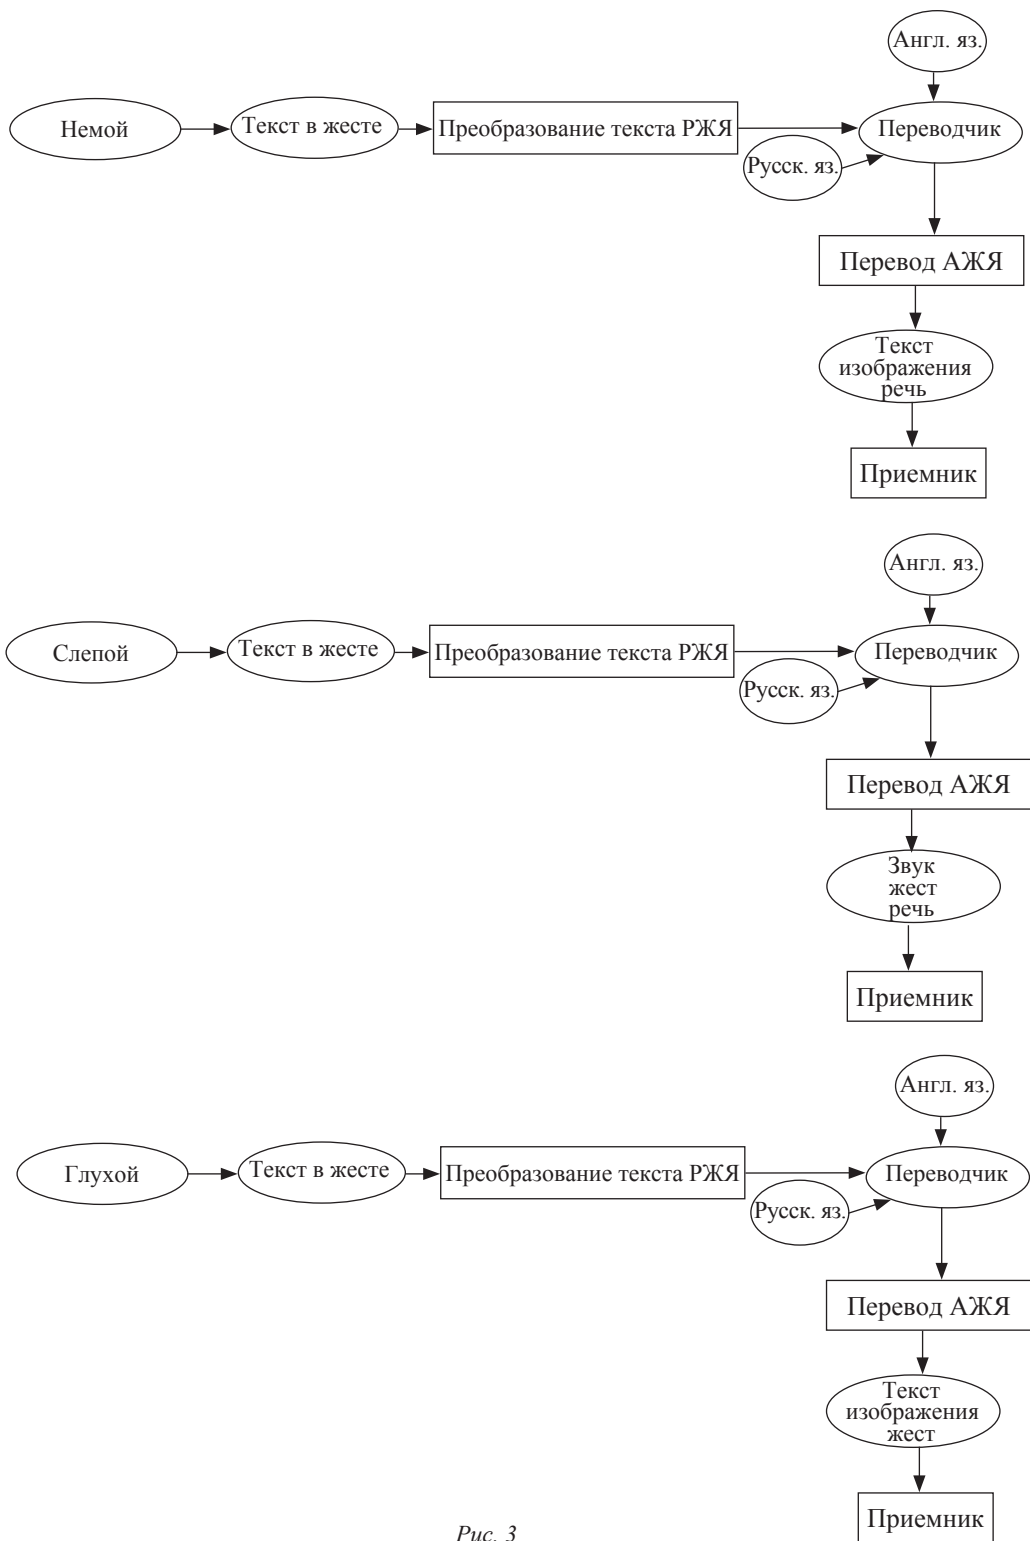 Англ. яз.
Немой
Текст в жесте
Преобразование текста РЖЯ
Переводчик
Русск. яз.
Перевод АЖЯ
Текст
изображения
речь
Приемник
Англ. яз.
Слепой
Текст в жесте
Преобразование текста РЖЯ
Переводчик
Русск. яз.
Перевод АЖЯ
Звук
жест
речь
Приемник
Англ. яз.
Глухой
Текст в жесте
Преобразование текста РЖЯ
Переводчик
Русск. яз.
Перевод АЖЯ
Текст
изображения
жест
Приемник
Рис. 3